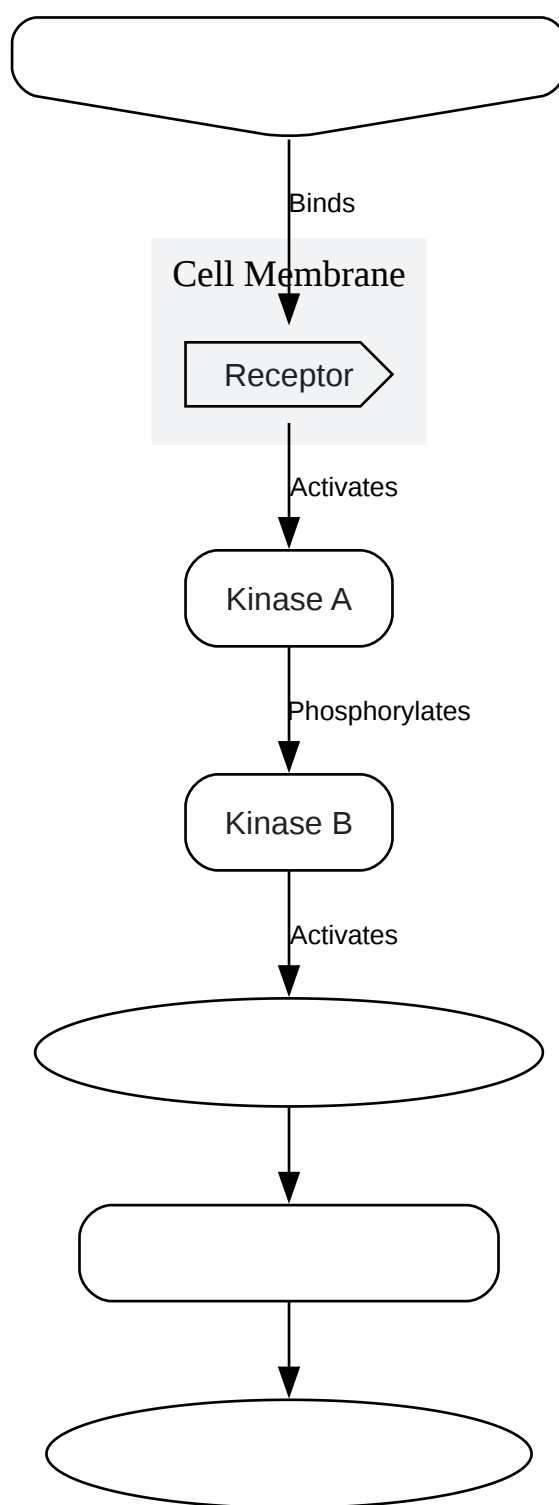 Binds
Cell Membrane
Receptor
Activates
Kinase A
Phosphorylates
Kinase B
Activates